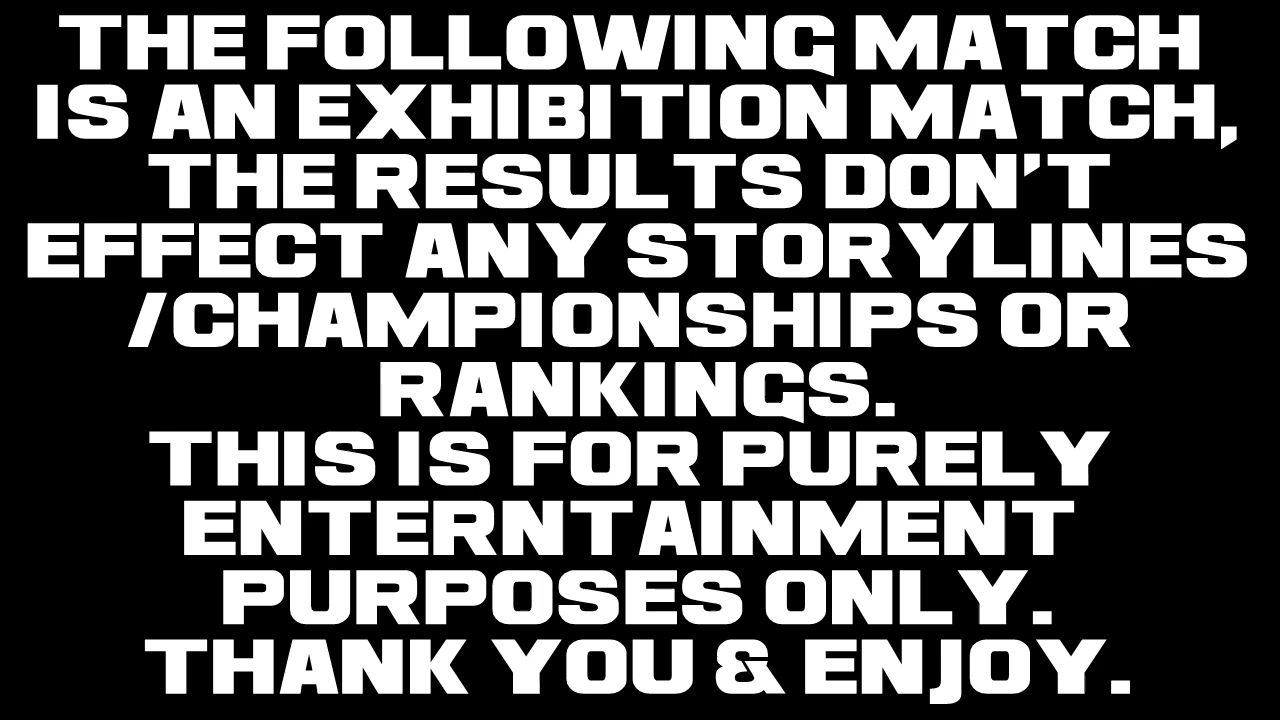 THE FOLLOWING MATCH
IS AN EXHIBITION MATCH,
THE RESULTS DON'T
EFFECT ANY STORYLINES
/CHAMPIONSHIPS OR
RANKINGS.
THIS IS FOR PURELY
ENTERNTAINMENT
PURPOSES ONLY.
THANK YOU & ENJOY.